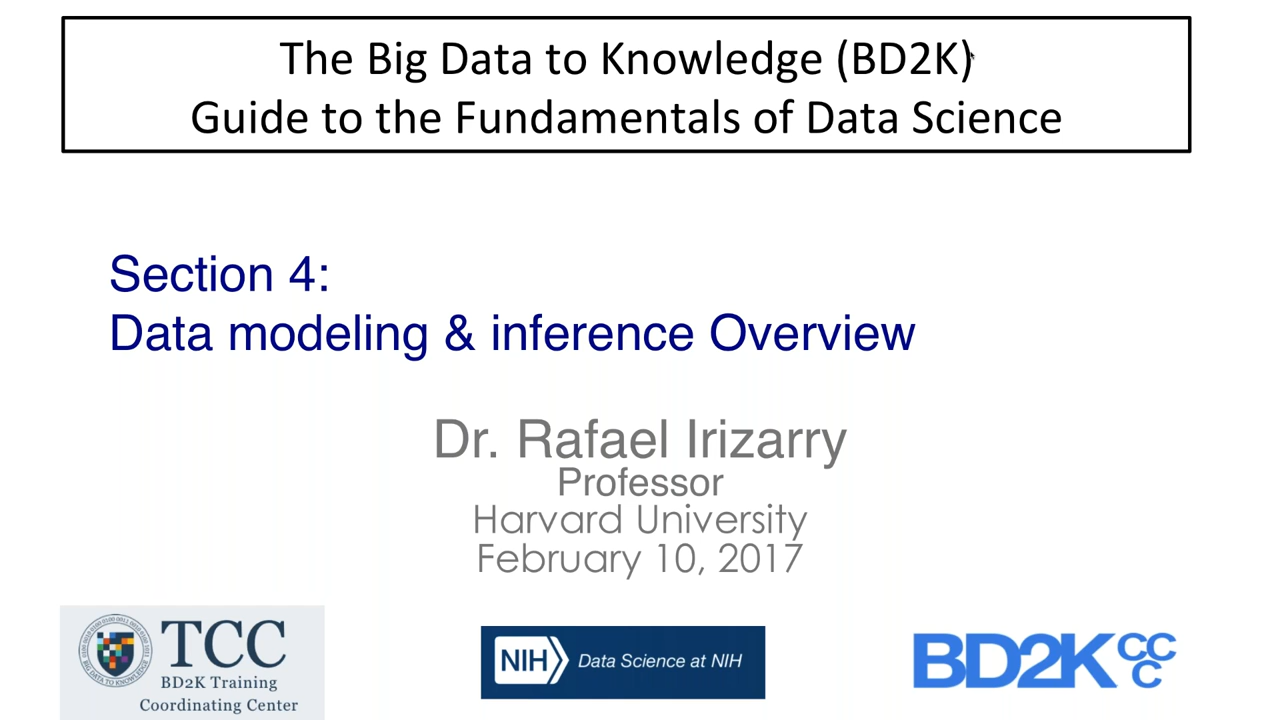 The Big Data to Knowledge (BD2K)
Guide to the Fundamentals of Data Science
Section 4:
Data modeling & inference Overview
Dr. Rafael Irizarry
Professor
Harvard University
February 10, 2017
TCC
BD2K Training
Coordinating Center
NIH
Data Science at NIH
BD2K CC
C